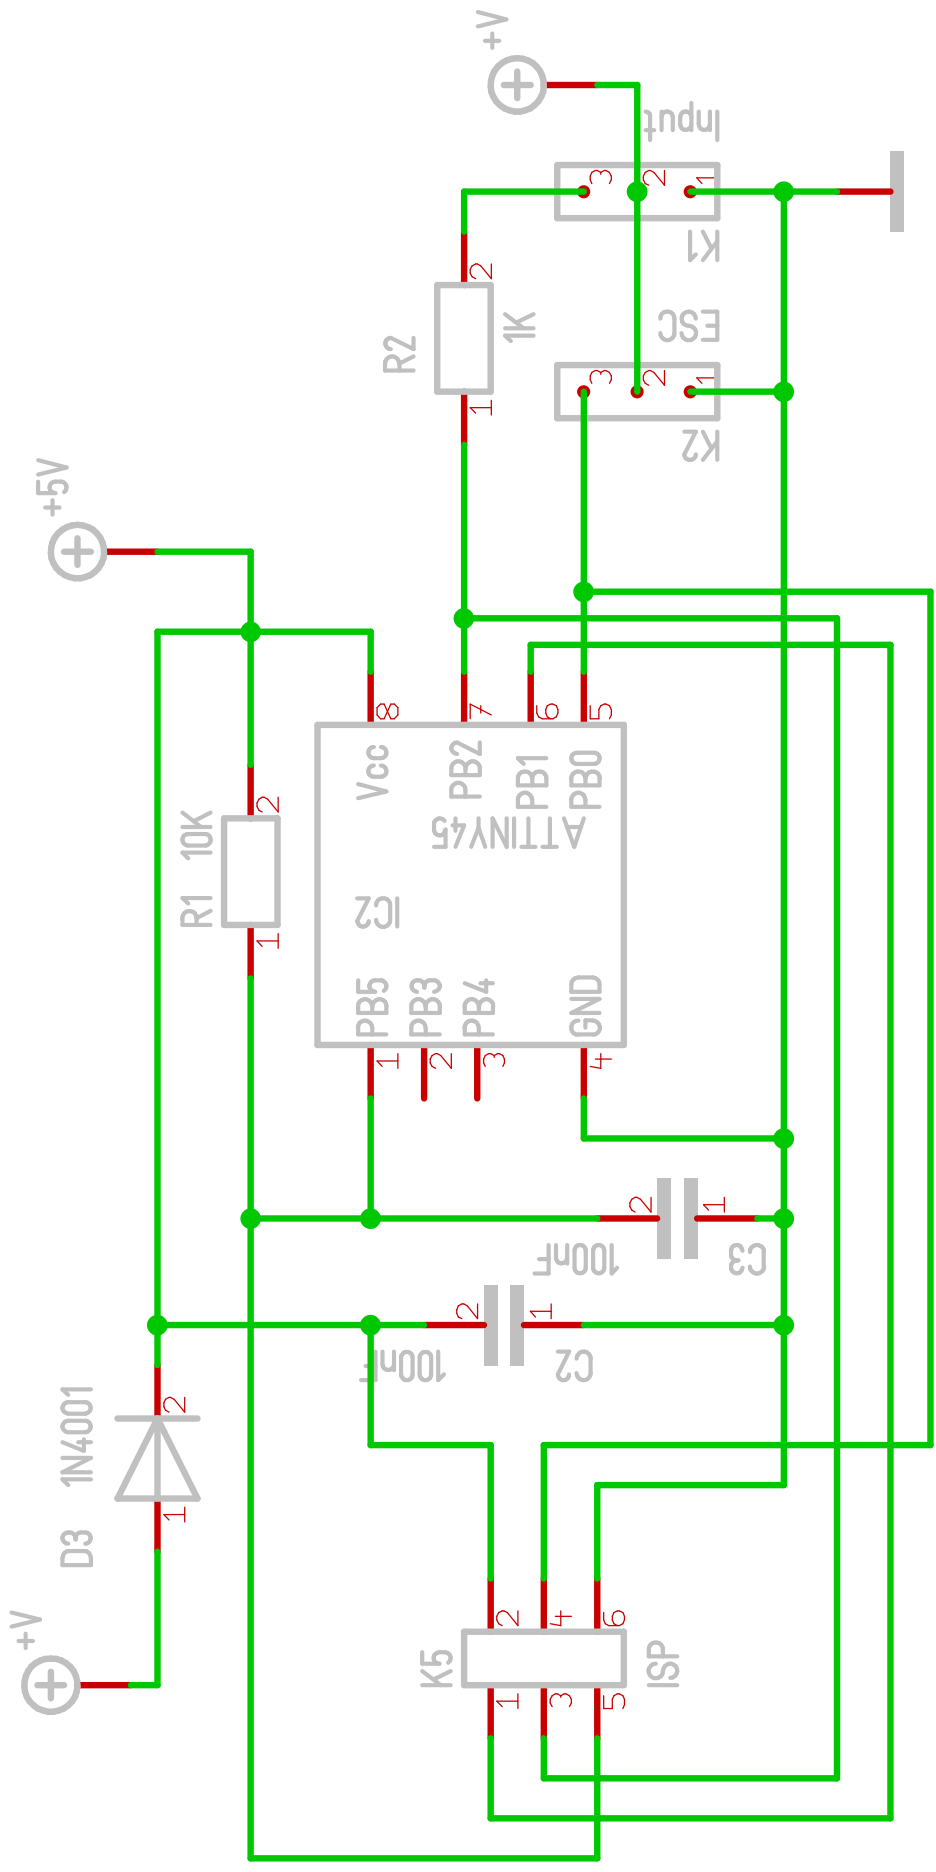 +V
Input
3
2
1
K1
2
R2
1K
1
ESC
3
2
1
K2
+5V
8
7
6
5
Vcc
PB2
PB1
PB0
ATTINY45
IC2
2
10K
R1
1
PB5
PB3
PB4
GND
1
2
3
4
2
1
100nF
C3
2
1
100nF
C2
2
1N4001
1
D3
+V
2
4
6
K5
ISP
1
3
5